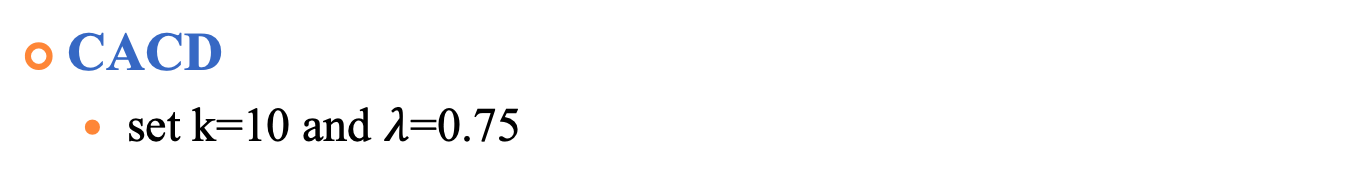 CACD
set k=10 and λ=0.75